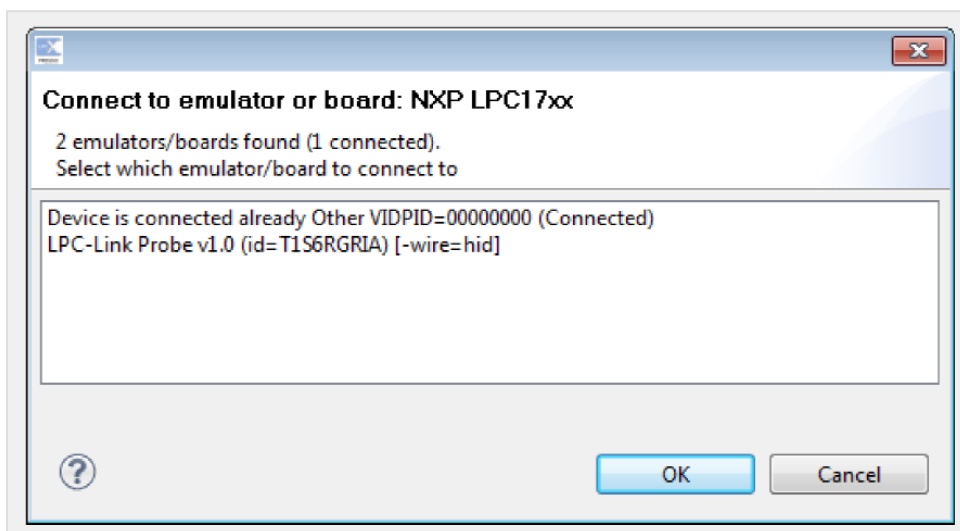 Connect to emulator or board: NXP LPC17xx
2 emulators/boards found (1 connected).
Select which emulator/board to connect to
Device is connected already Other VIDPID=00000000 (Connected)
LPC-Link Probe v1.0 (id=T1S6RGRIA) [-wire=hid]
?
OK
Cancel